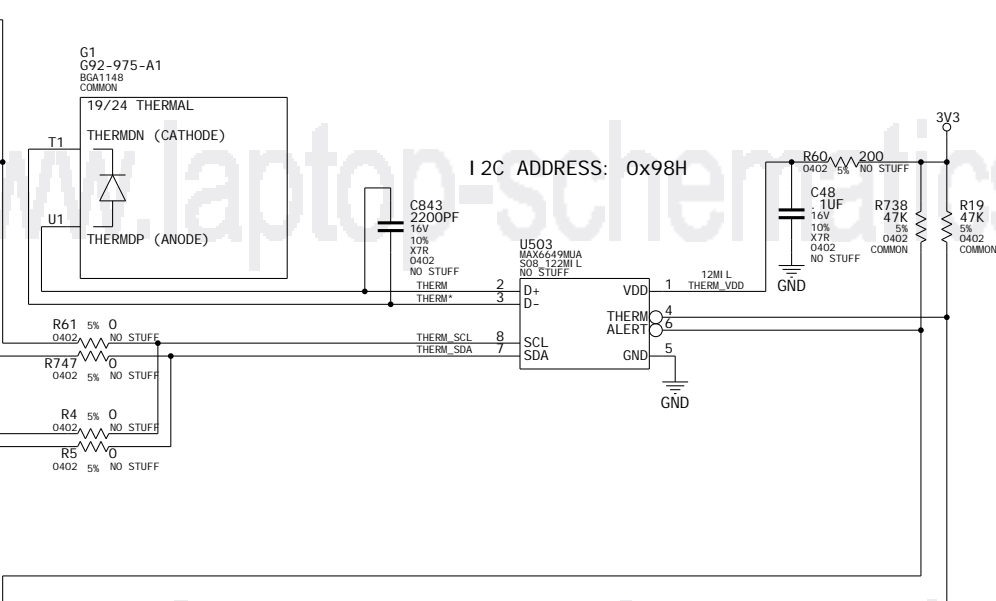 www.laptop-schematic
G1
G92-975-A1
BGA1148
COMMON
19/24 THERMAL
THERMDN (CATHODE)
T1
U1
THERMDP (ANODE)
I2C ADDRESS: 0x98H
3V3
R60 200
0402 5% NO STUFF
C48
.1UF
16V
10%
X7R
0402
NO STUFF
GND
R738
47K
5%
0402
COMMON
R19
47K
5%
0402
COMMON
C843
2200PF
16V
10%
X7R
0402
NO STUFF
U503
MAX6649MUA
SO8_122MIL
NO STUFF
THERM 2 D+
THERM* 3 D-
THERM_SCL 8 SCL
THERM_SDA 7 SDA
VDD 1 12MIL
THERM_VDD
THERM 4
ALERT 6
GND 5
GND
R61 5% 0
0402 NO STUFF
R747 0
0402 5% NO STUFF
R4 5% 0
0402 NO STUFF
R5 0
0402 5% NO STUFF